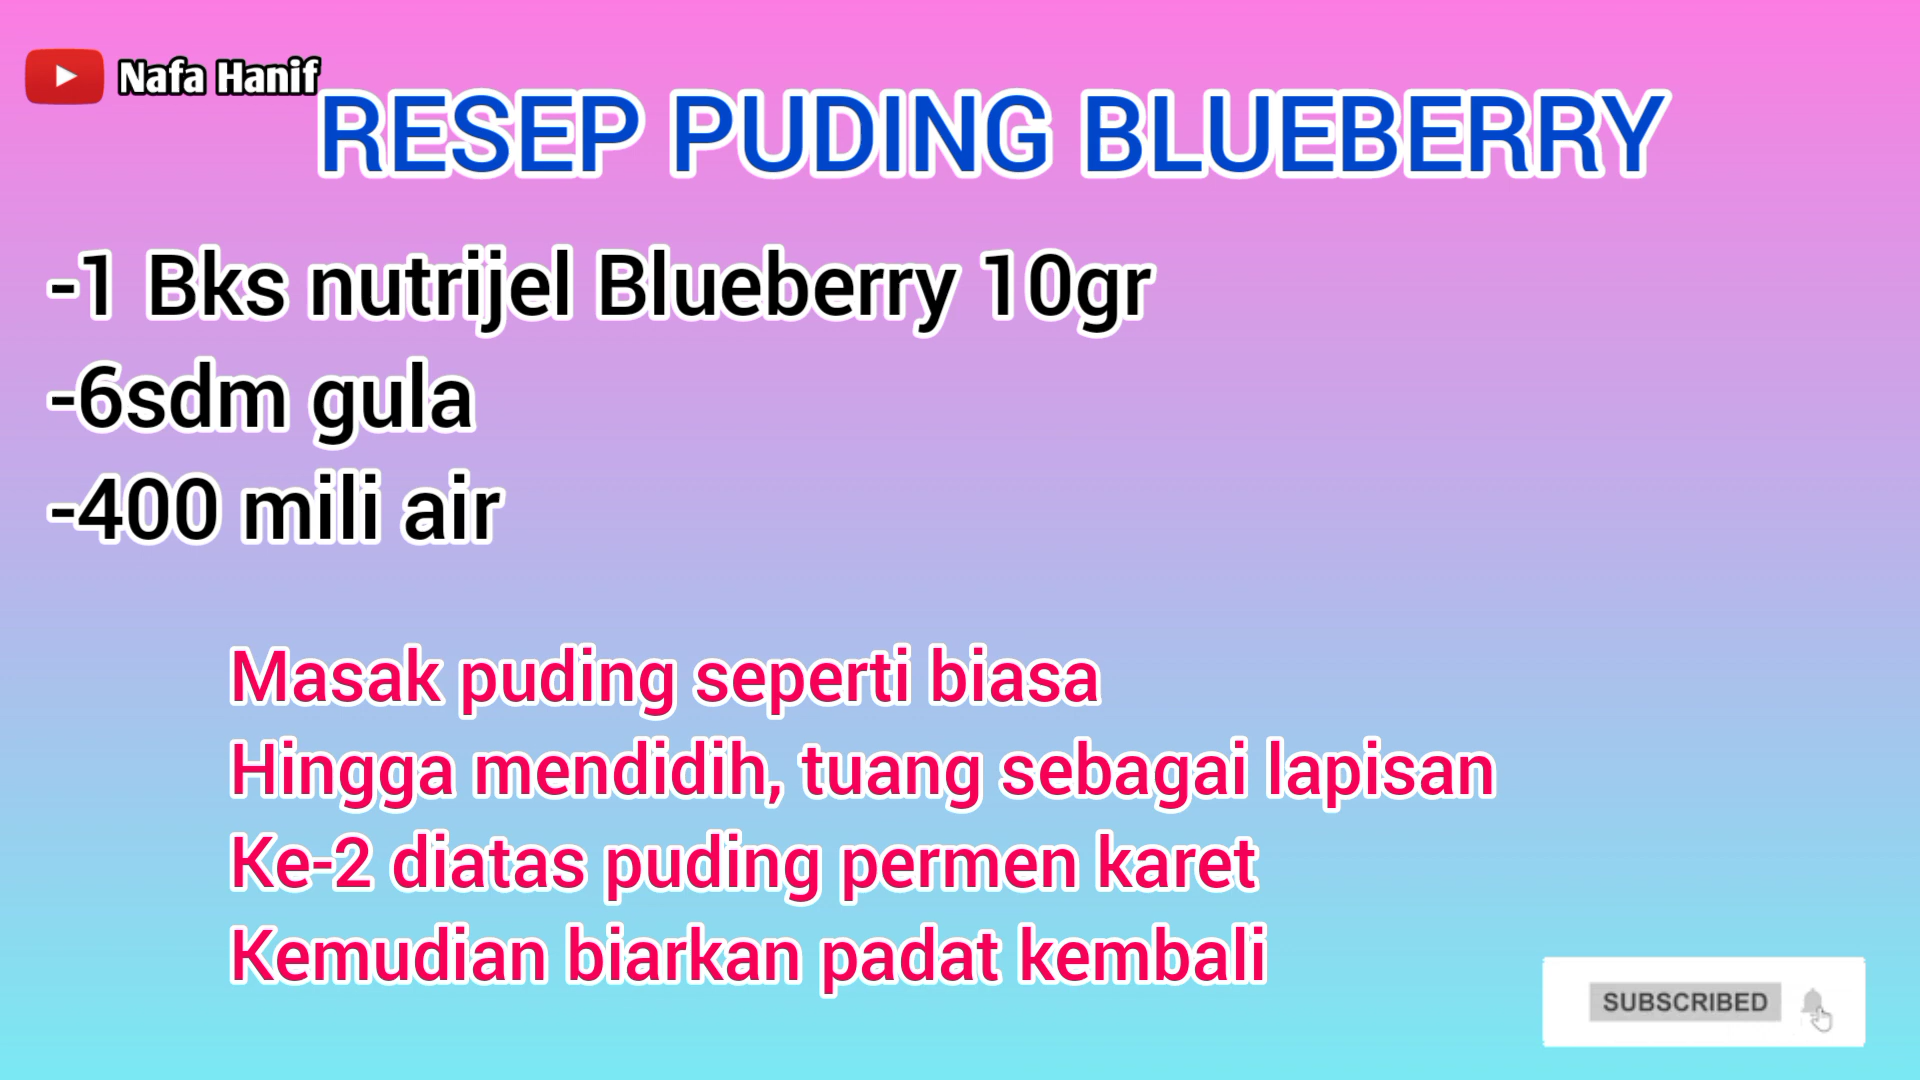 Nafa Hanif
RESEP PUDING BLUEBERRY
-1 Bks nutrijel Blueberry 10gr
-6sdm gula
-400 mili air
Masak puding seperti biasa
Hingga mendidih, tuang sebagai lapisan
Ke-2 diatas puding permen karet
Kemudian biarkan padat kembali
SUBSCRIBED